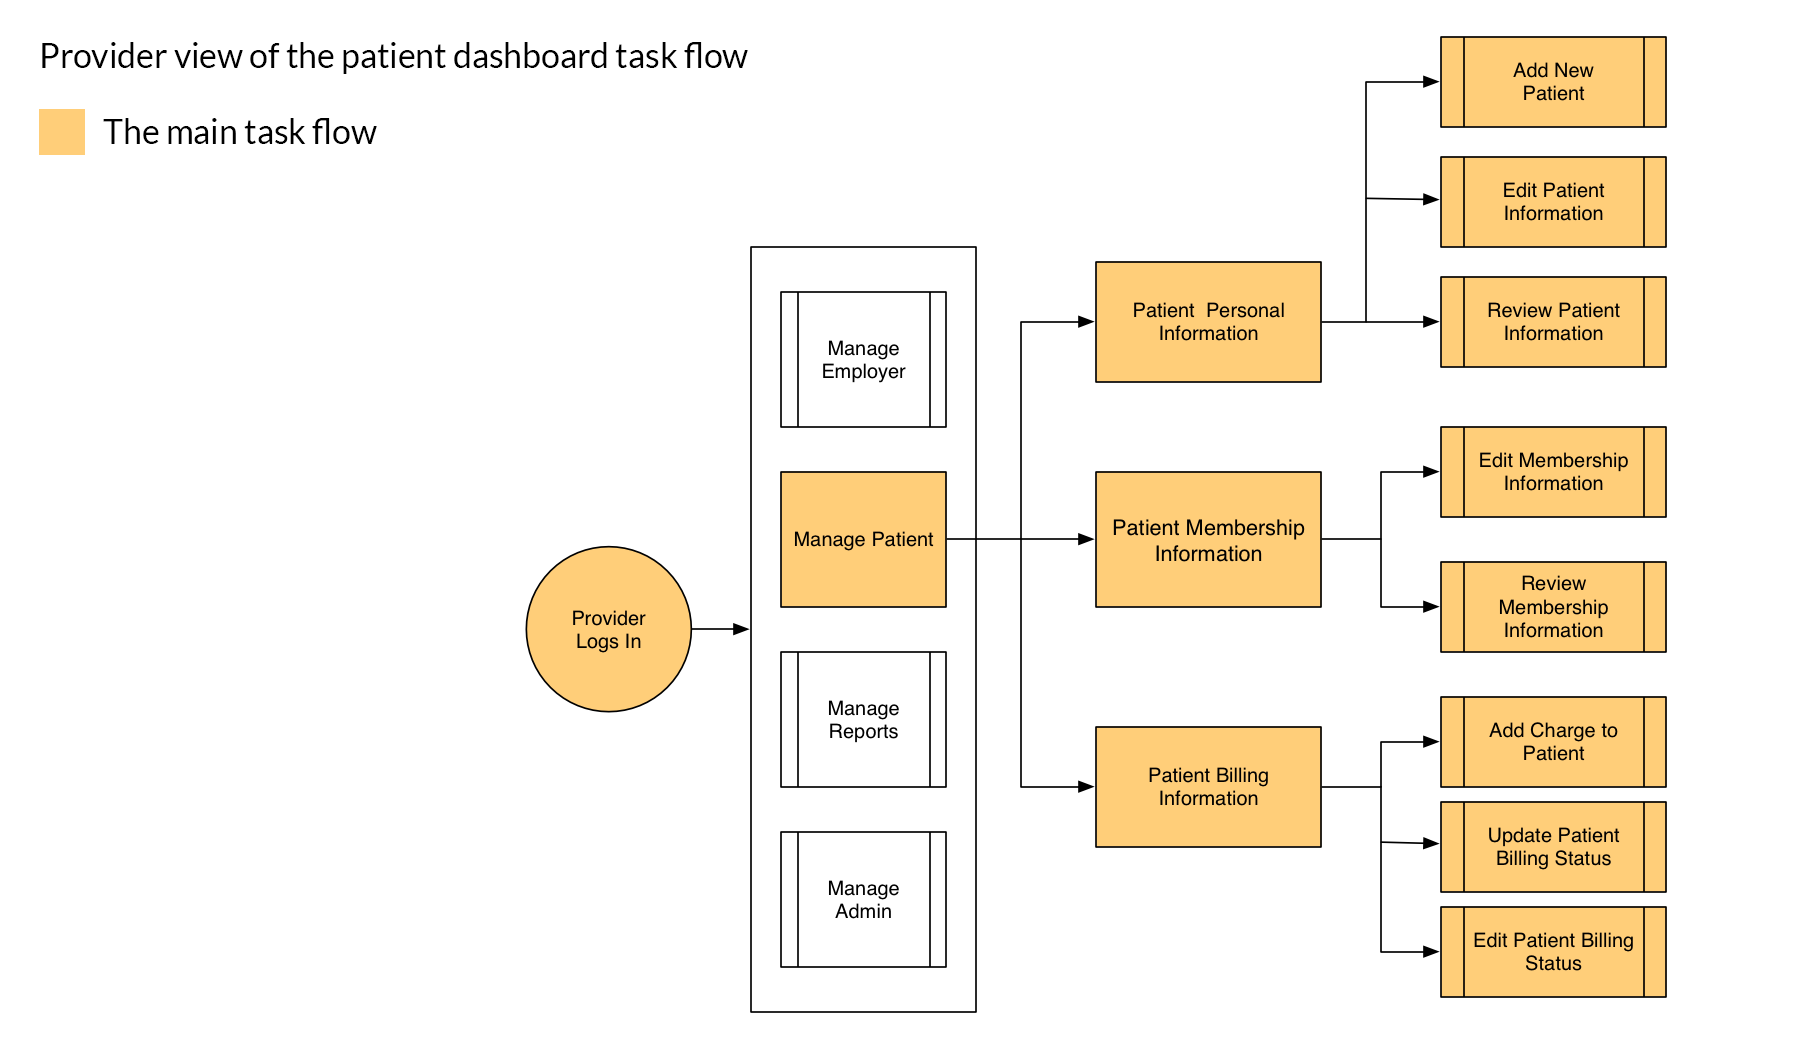 Provider view of the patient dashboard task flow
The main task flow
Provider
Logs In
Manage
Employer
Manage Patient
Manage
Reports
Manage
Admin
Patient  Personal
Information
Patient Membership
Information
Patient Billing
Information
Add New
Patient
Edit Patient
Information
Review Patient
Information
Edit Membership
Information
Review
Membership
Information
Add Charge to
Patient
Update Patient
Billing Status
Edit Patient Billing
Status